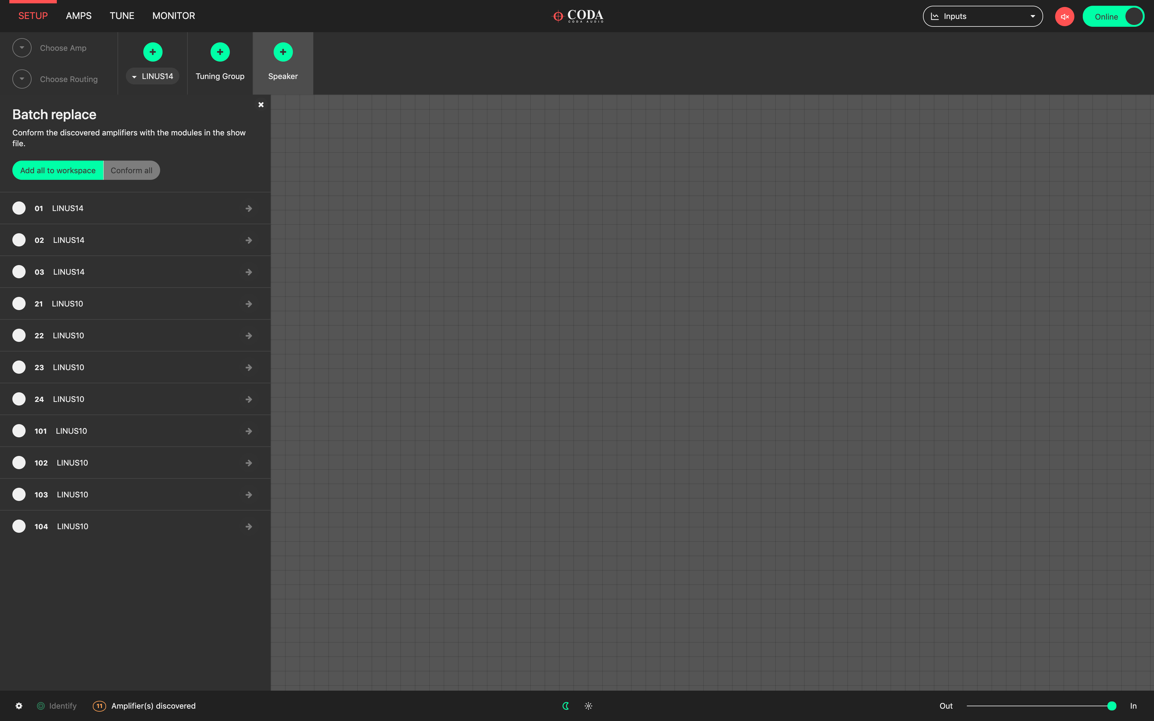 SETUP AMPS TUNE MONITOR CODA Inputs Online
CODA AUDIO
Choose Amp
Choose Routing
LINUS14 Tuning Group Speaker
Batch replace
Conform the discovered amplifiers with the modules in the show
file.
Add all to workspace Conform all
01 LINUS14
02 LINUS14
03 LINUS14
21 LINUS10
22 LINUS10
23 LINUS10
24 LINUS10
101 LINUS10
102 LINUS10
103 LINUS10
104 LINUS10
Identify 11 Amplifier(s) discovered Out In